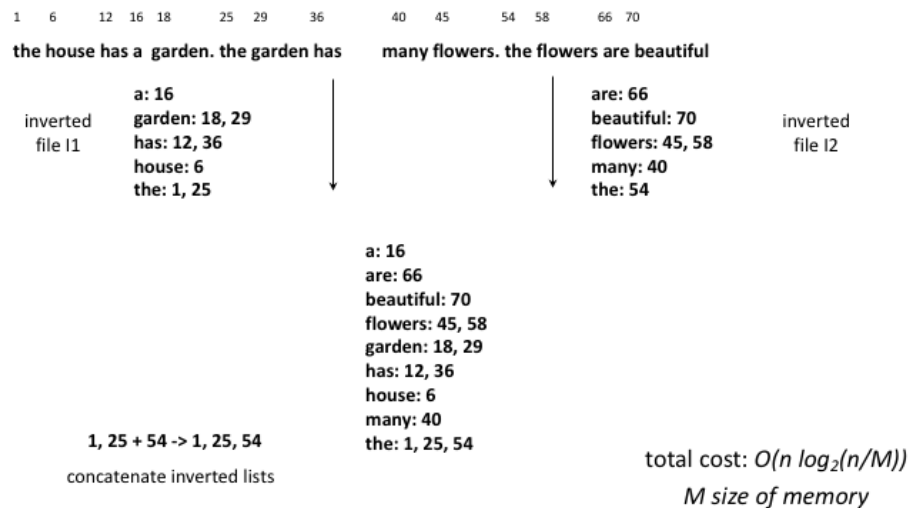 1 6 12 16 18 25 29 36 40 45 54 58 66 70
the house has a garden. the garden has many flowers. the flowers are beautiful
inverted
file I1
a: 16
garden: 18, 29
has: 12, 36
house: 6
the: 1, 25
are: 66
beautiful: 70
flowers: 45, 58
many: 40
the: 54
inverted
file I2
a: 16
are: 66
beautiful: 70
flowers: 45, 58
garden: 18, 29
has: 12, 36
house: 6
many: 40
the: 1, 25, 54
1, 25 + 54 -> 1, 25, 54
concatenate inverted lists
total cost: O(n log₂(n/M))
M size of memory